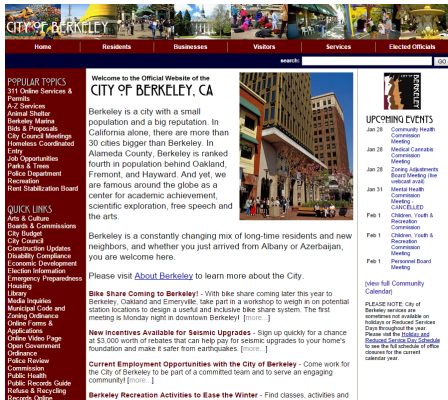 CITY OF BERKELEY
Home Residents Businesses Visitors Services Elected Officials
search: GO
POPULAR TOPICS
311 Online Services &
Permits
A-Z Services
Animal Shelter
Berkeley Marina
Bids & Proposals
City Council Meetings
Homeless Coordinated
Entry
Job Opportunities
Parks & Trees
Police Department
Recreation
Rent Stabilization Board
QUICK LINKS
Arts & Culture
Boards & Commissions
City Budget
City Council
Construction Updates
Disability Compliance
Economic Development
Election Information
Emergency Preparedness
Housing
Library
Media Inquiries
Municipal Code and
Zoning Ordinance
Online Forms &
Applications
Online Video Page
Open Government
Ordinance
Police Review
Commission
Public Health
Public Records Guide
Refuse & Recycling
Records Online
Welcome to the Official Website of the
CITY OF BERKELEY, CA
Berkeley is a city with a small
population and a big reputation. In
California alone, there are more than
30 cities bigger than Berkeley. In
Alameda County, Berkeley is ranked
fourth in population behind Oakland,
Fremont, and Hayward. And yet, we
are famous around the globe as a
center for academic achievement,
scientific exploration, free speech and
the arts.
Berkeley is a constantly changing mix of long-time residents and new
neighbors, and whether you just arrived from Albany or Azerbaijan,
you are welcome here.
Please visit About Berkeley to learn more about the City.
Bike Share Coming to Berkeley! - With bike share coming later this year to
Berkeley, Oakland and Emeryville, take part in a workshop to weigh in on potential
station locations to design a useful and inclusive bike share system. The first
meeting is Monday night in downtown Berkeley! [more...]
New Incentives Available for Seismic Upgrades - Sign up quickly for a chance
at $3,000 worth of rebates that can help pay for seismic upgrades to your home's
foundation and make it safer from earthquakes. [more...]
Current Employment Opportunities with the City of Berkeley - Come work for
the City of Berkeley to be part of a committed team and to serve an engaging
community! [more...]
Berkeley Recreation Activities to Ease the Winter - Find classes, activities and
BERKELEY
UPCOMING EVENTS
Jan 28 Community Health
Commission
Meeting
Jan 28 Medical Cannabis
Commission
Meeting
Jan 28 Zoning Adjustments
Board Meeting (live
webcast avail)
Jan 31 Mental Health
Commission
Meeting -
CANCELLED
Feb 1 Children, Youth &
Recreation
Commission
Feb 1 Children, Youth &
Recreation
Commission
Meeting
Feb 1 Personnel Board
Meeting
(view full Community
Calendar)
PLEASE NOTE: City of
Berkeley services are
sometimes not available on
holidays or Reduced Services
Days throughout the year.
Please visit the Holiday and
Reduced Service Day Schedule
to see the full schedule of office
closures for the current
calendar year.